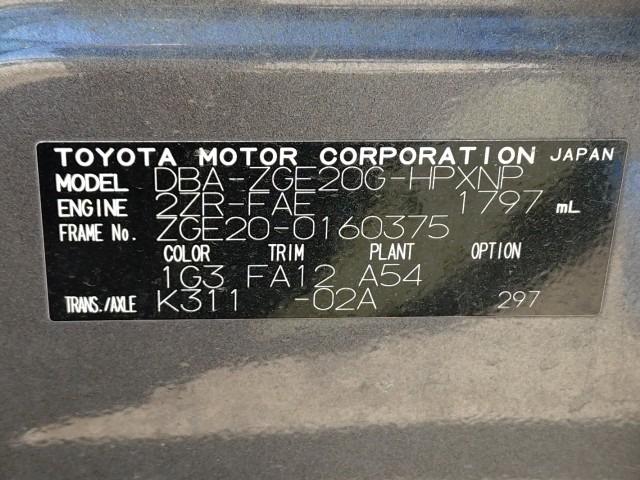 TOYOTA MOTOR CORPORATION JAPAN
MODEL DBA-ZGE20G-HPXNP
ENGINE 2ZR-FAE 1797 mL
FRAME No. ZGE20-0160375
COLOR TRIM PLANT OPTION
1G3 FA12 A54
TRANS./AXLE K311 -02A 297